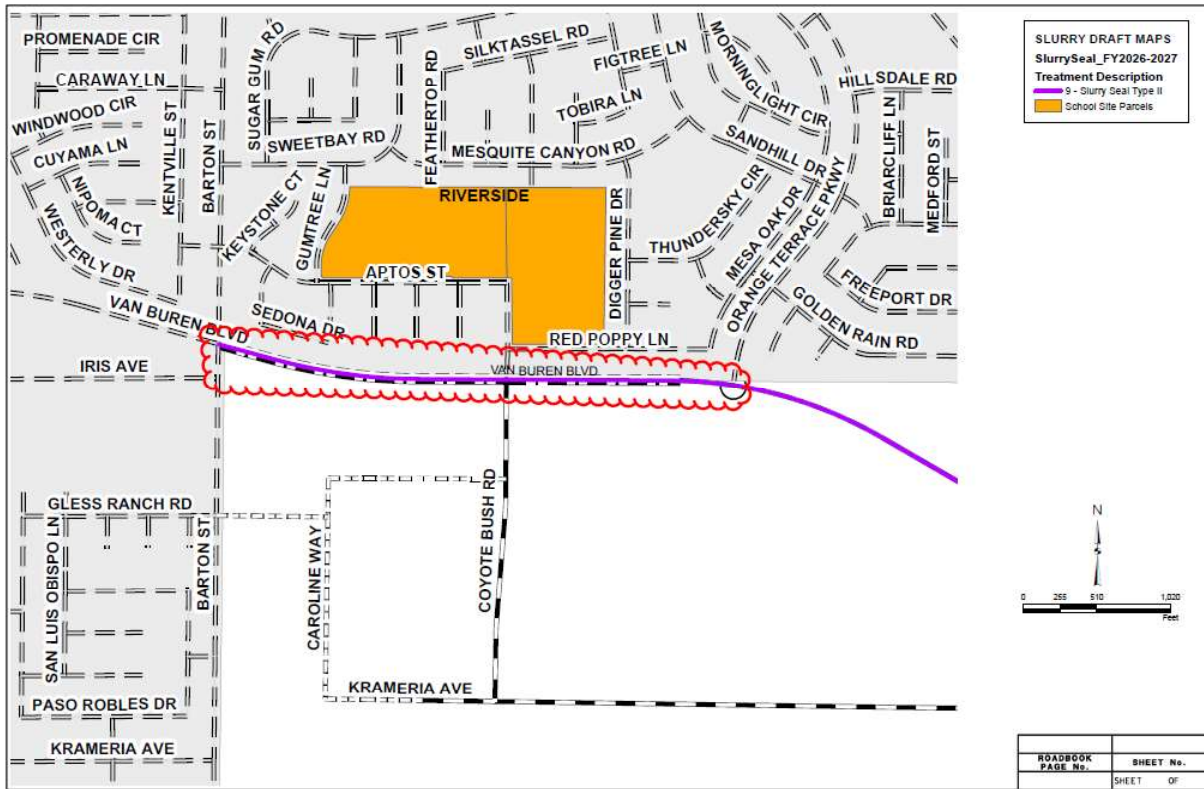 PROMENADE CIR
CARAWAY LN
WINDWOOD CIR
CUYAMA LN
NIPOMA CT
WESTERLY DR
KENTVILLE ST
BARTON ST
SUGAR GUM RD
SWEETBAY RD
KEYSTONE CT
GUMTREE LN
FEATHERTOP RD
SILKTASSEL RD
FIGTREE LN
TOBIRA LN
MESQUITE CANYON RD
MORNINGLIGHT CIR
SANDHILL DR
HILLSDALE RD
BRIARCLIFF LN
MEDFORD ST
RIVERSIDE
DIGGER PINE DR
THUNDERSKY CIR
MESA OAK DR
ORANGE TERRACE PKWY
FREEPORT DR
GOLDEN RAIN RD
APTOS ST
SEDONA DR
RED POPPY LN
VAN BUREN BLVD
VAN BUREN BLVD.
IRIS AVE
GLESS RANCH RD
SAN LUIS OBISPO LN
BARTON ST
CAROLINE WAY
COYOTE BUSH RD
PASO ROBLES DR
KRAMERIA AVE
KRAMERIA AVE
SLURRY DRAFT MAPS
SlurrySeal_FY2026-2027
Treatment Description
9 - Slurry Seal Type II
School Site Parcels
N
0 255 510 1,020
Feet
ROADBOOK
PAGE No.
SHEET No.
SHEET OF